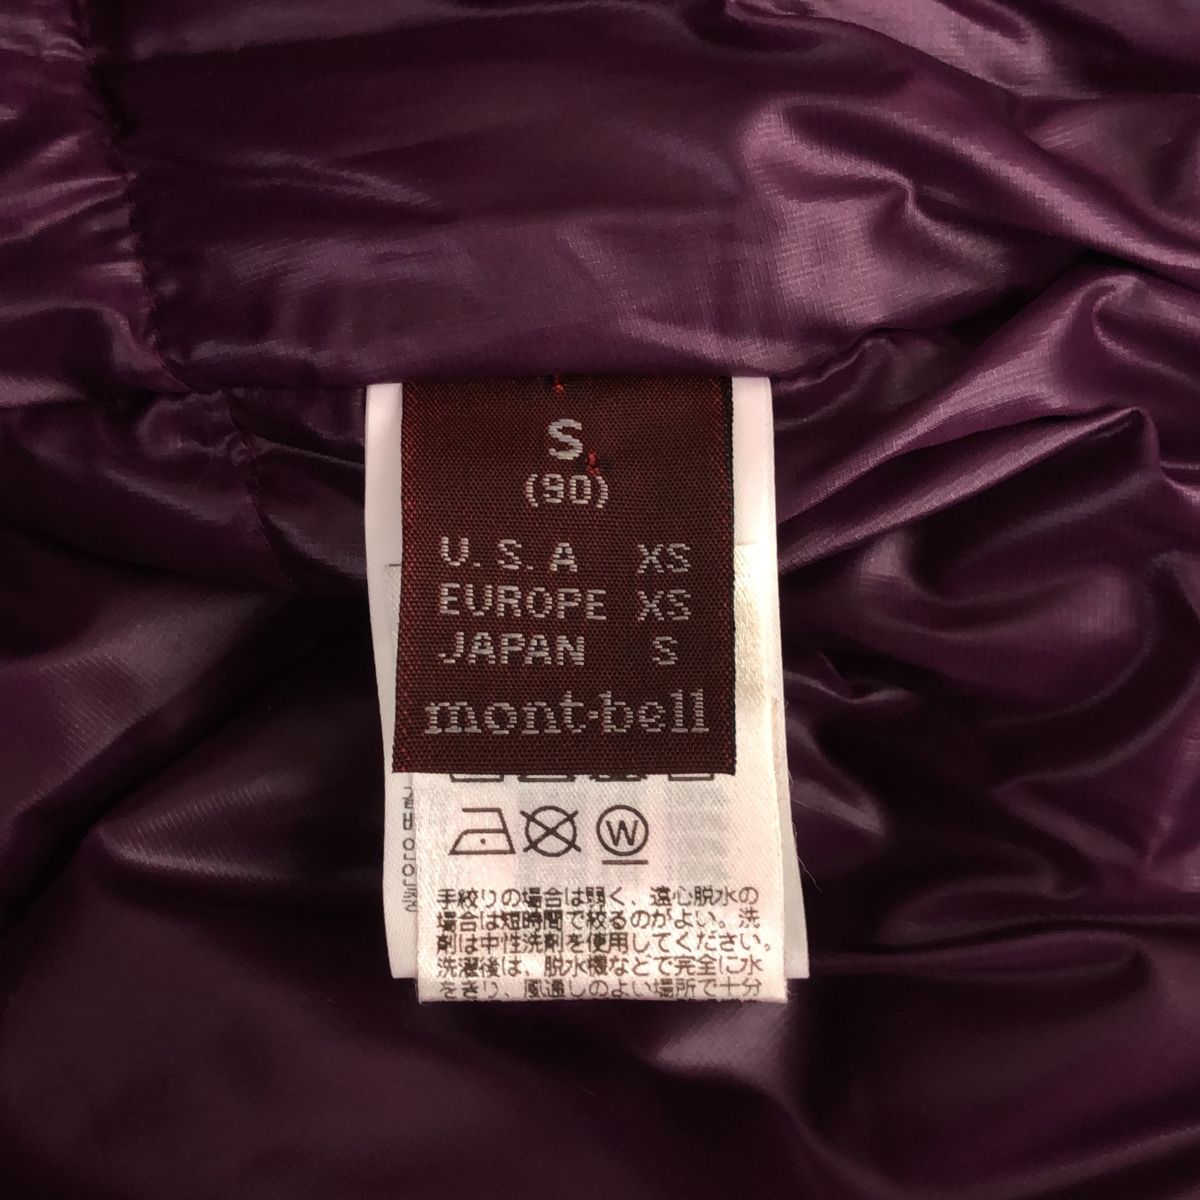 S
(90)
U.S.A XS
EUROPE XS
JAPAN S
mont-bell
W
手絞りの場合は弱く、遠心脱水の
場合は短時間で絞るのがよい。洗
剤は中性洗剤を使用してください。
洗濯後は、脱水機などで完全に水
をきり、風通しのよい場所で十分